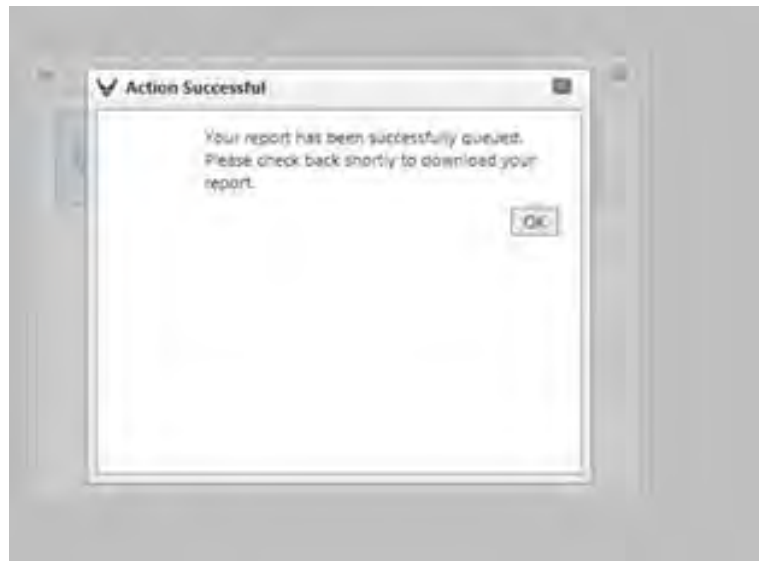 Action Successful
Your report has been successfully queued.
Please check back shortly to download your
report.
OK